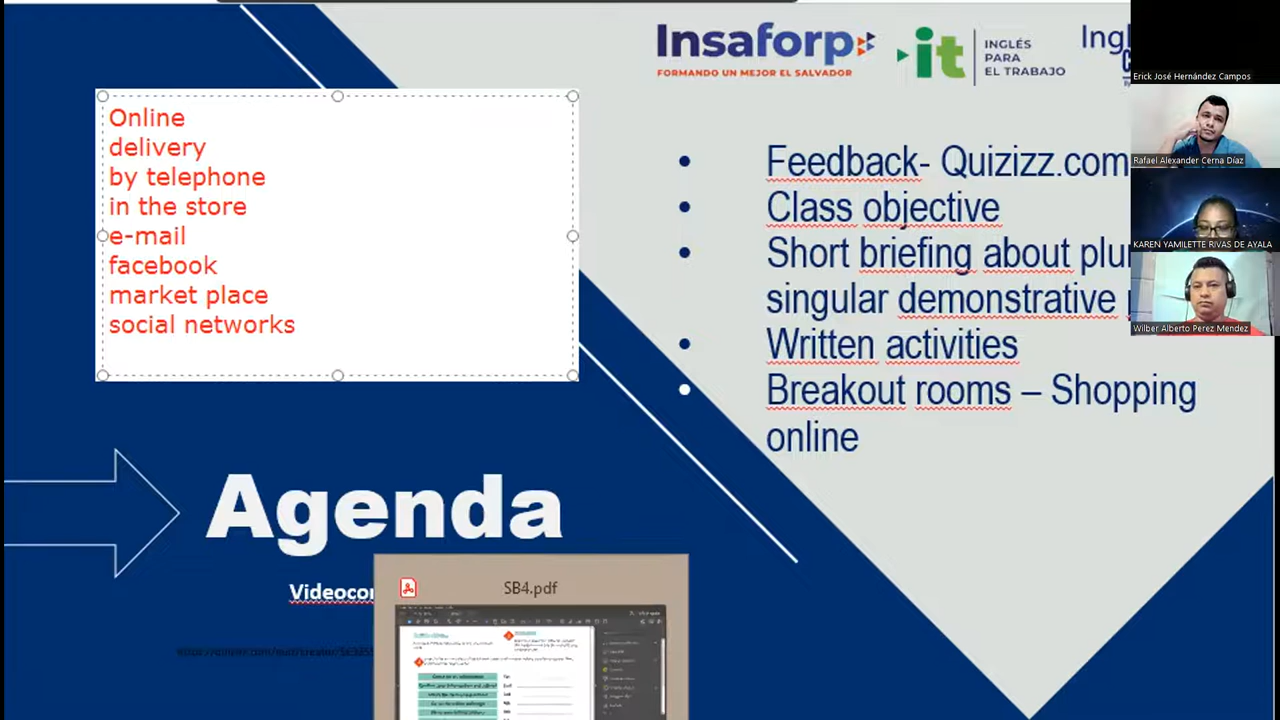 Insaforp
FORMANDO UN MEJOR EL SALVADOR
it
INGLÉS
PARA
EL TRABAJO
Online
delivery
by telephone
in the store
e-mail
facebook
market place
social networks
Feedback- Quizizz.com
Class objective
Short briefing about
singular demonstrative
Written activities
Breakout rooms – Shopping
online
Agenda
SB4.pdf
Erick José Hernández Campos
Rafael Alexander Cerna Díaz
KAREN YAMILETTE RIVAS DE AYALA
Wilber Alberto Perez Mendez